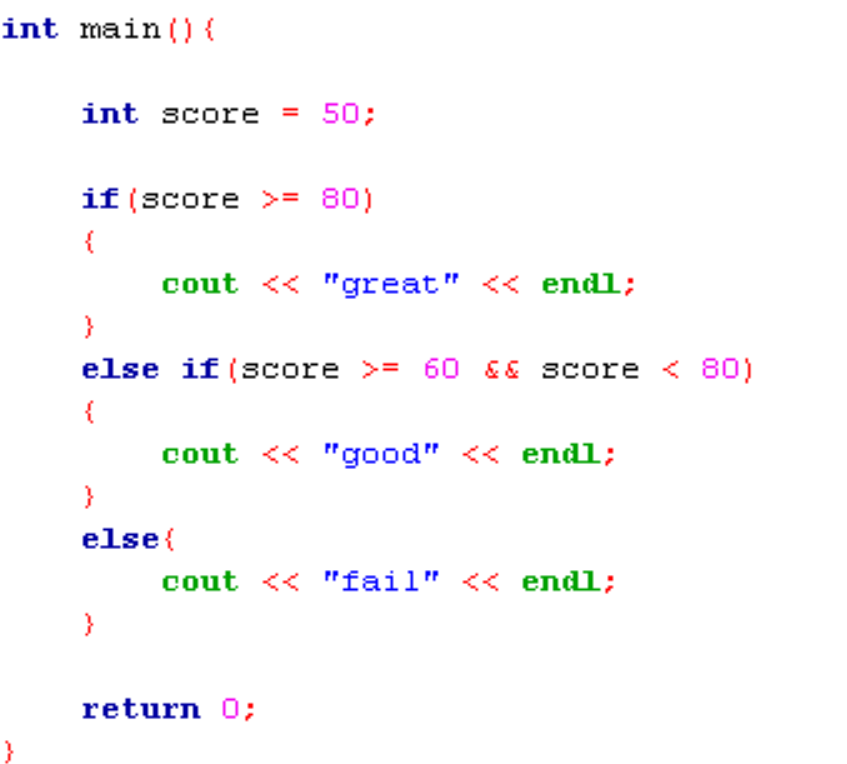 int main(){
int score = 50;
if(score >= 80)
{
cout << "great" << endl;
}
else if(score >= 60 && score < 80)
{
cout << "good" << endl;
}
else{
cout << "fail" << endl;
}
return 0;
}